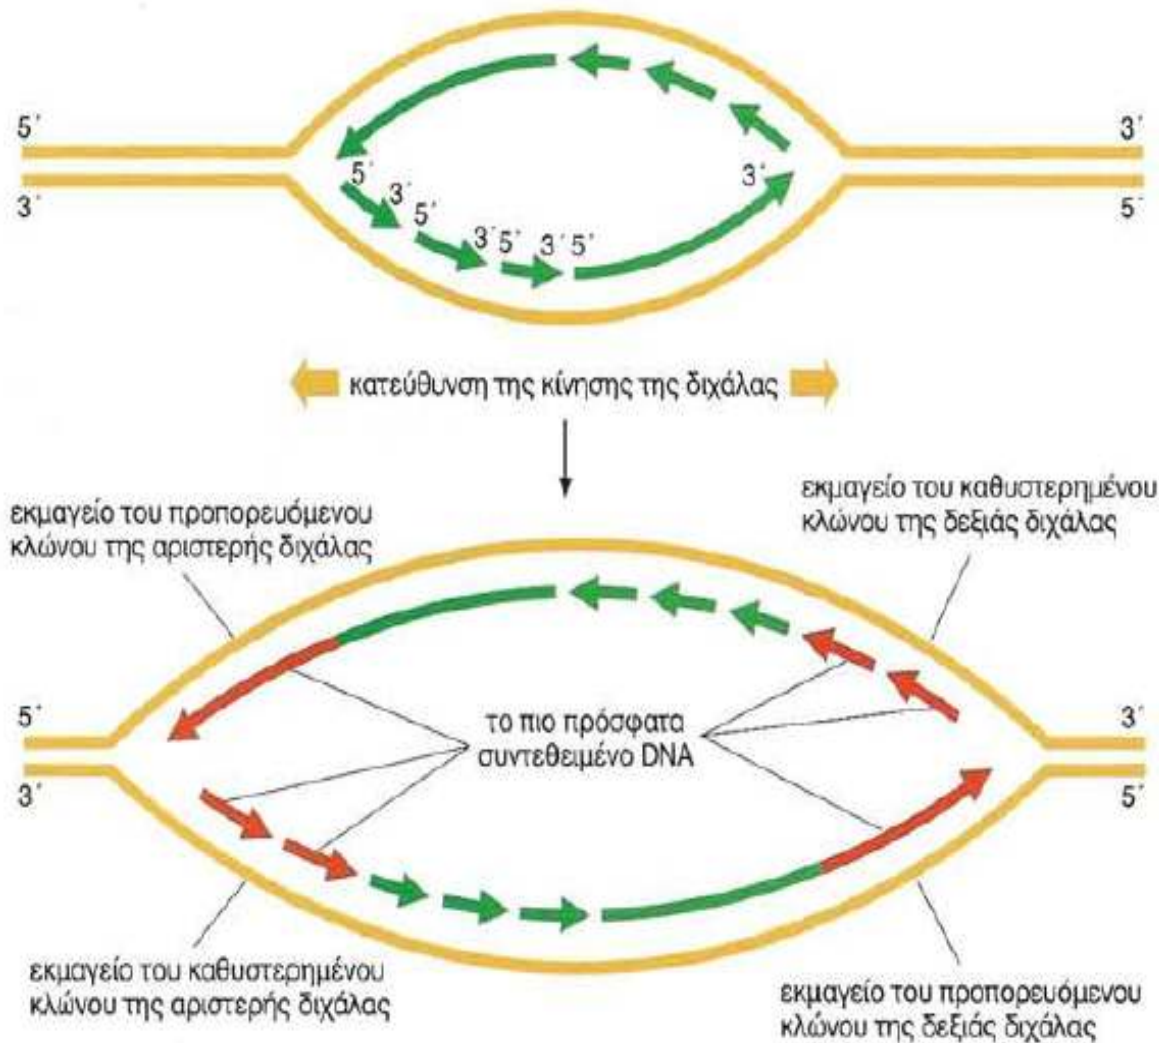 5´
3´
3´
5´
5´
3´
5´
3´
5´
3´
5´
3´
κατεύθυνση της κίνησης της διχάλας
εκμαγείο του προπορευόμενου
κλώνου της αριστερής διχάλας
εκμαγείο του καθυστερημένου
κλώνου της δεξιάς διχάλας
5´
3´
3´
5´
το πιο πρόσφατα
συντεθειμένο DNA
εκμαγείο του καθυστερημένου
κλώνου της αριστερής διχάλας
εκμαγείο του προπορευόμενου
κλώνου της δεξιάς διχάλας